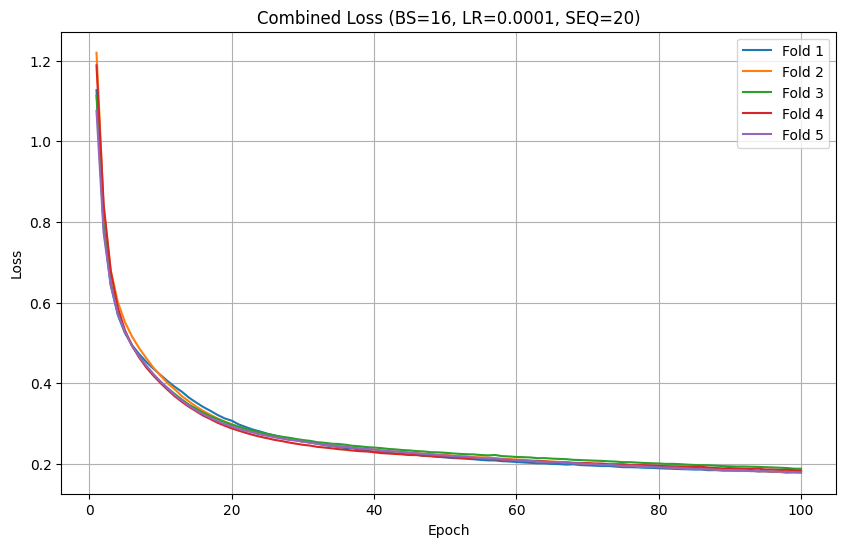 Combined Loss (BS=16, LR=0.0001, SEQ=20)
Fold 1
Fold 2
Fold 3
Fold 4
Fold 5
1.2
1.0
0.8
0.6
0.4
0.2
Loss
0 20 40 60 80 100
Epoch